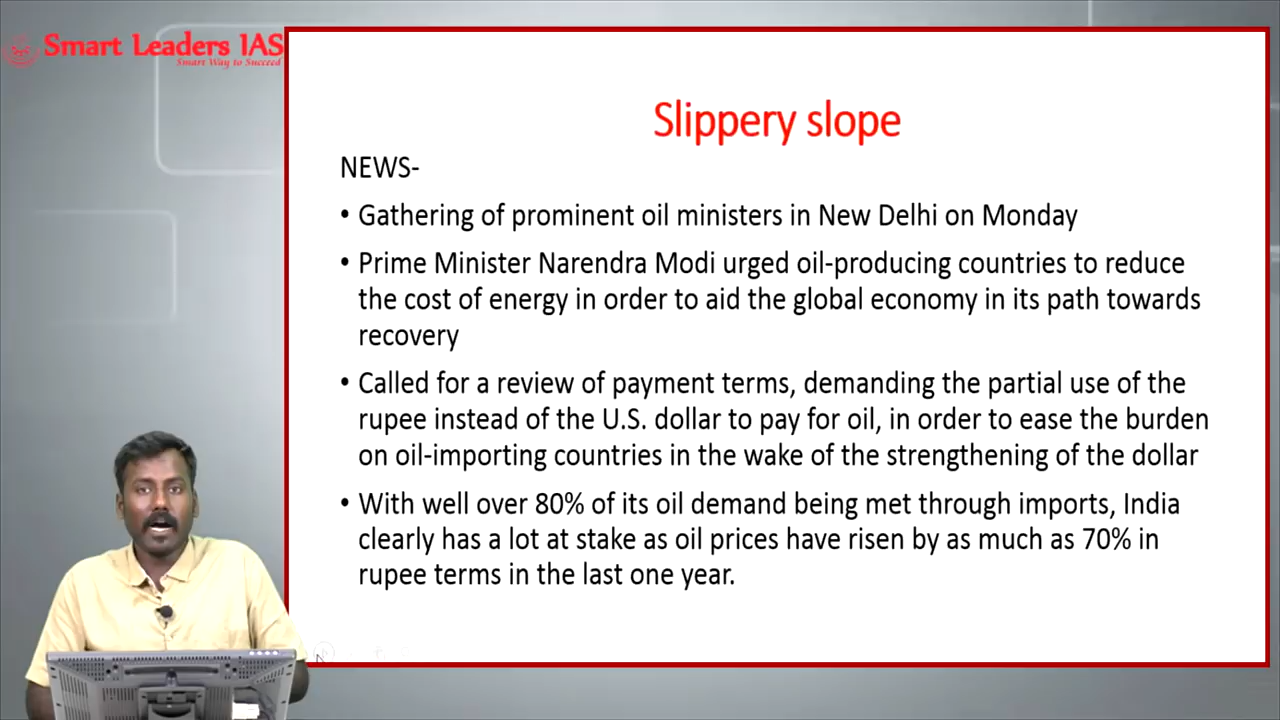 Smart Leaders IAS
Smart Way to Succeed
Slippery slope
NEWS-
• Gathering of prominent oil ministers in New Delhi on Monday
• Prime Minister Narendra Modi urged oil-producing countries to reduce
the cost of energy in order to aid the global economy in its path towards
recovery
• Called for a review of payment terms, demanding the partial use of the
rupee instead of the U.S. dollar to pay for oil, in order to ease the burden
on oil-importing countries in the wake of the strengthening of the dollar
• With well over 80% of its oil demand being met through imports, India
clearly has a lot at stake as oil prices have risen by as much as 70% in
rupee terms in the last one year.